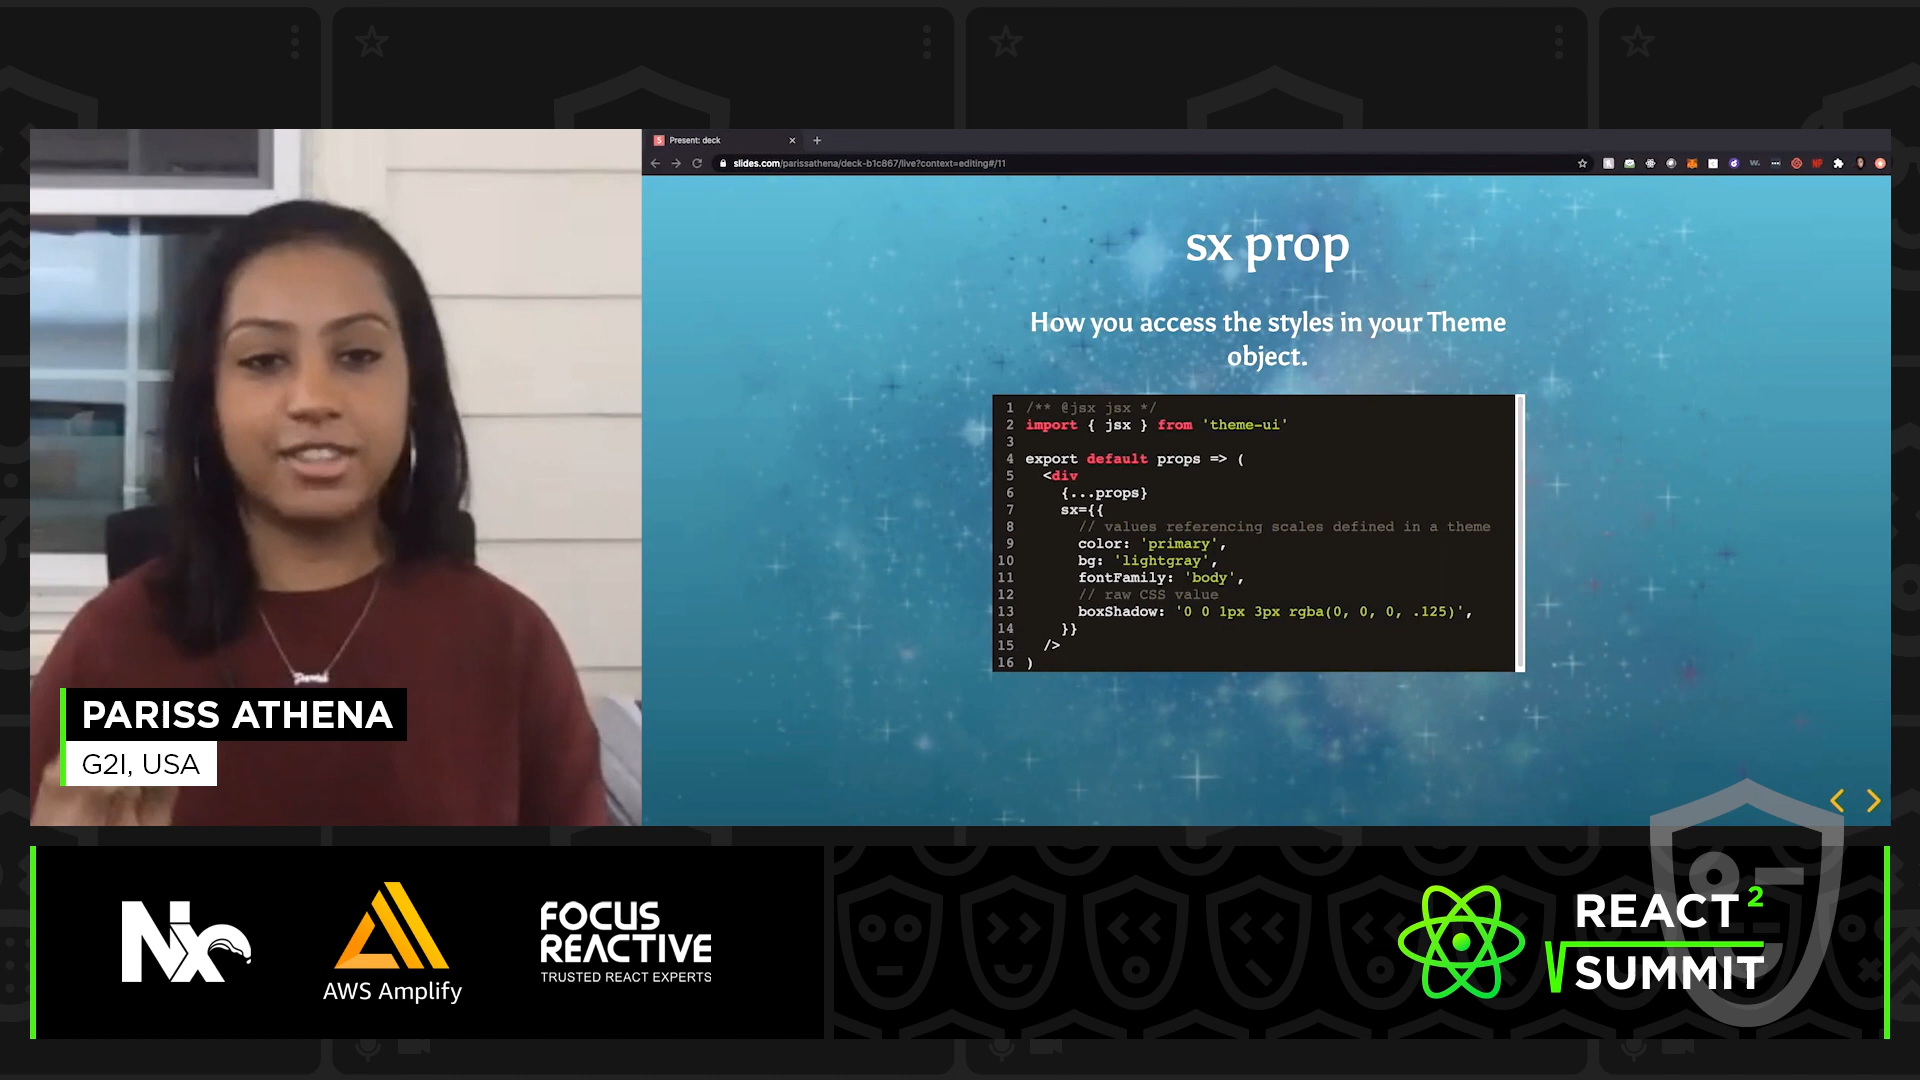 Present: deck
slides.com/parissathena/deck-b1c867/live?context=editing#/11
sx prop
How you access the styles in your Theme
object.
1 /** @jsx jsx */
2 import { jsx } from 'theme-ui'
3
4 export default props => (
5 <div
6 {...props}
7 sx={{
8 // values referencing scales defined in a theme
9 color: 'primary',
10 bg: 'lightgray',
11 fontFamily: 'body',
12 // raw CSS value
13 boxShadow: '0 0 1px 3px rgba(0, 0, 0, .125)',
14 }}
15 />
16 )
PARISS ATHENA
G2I, USA
Nx
AWS Amplify
FOCUS
REACTIVE
TRUSTED REACT EXPERTS
REACT 2
SUMMIT